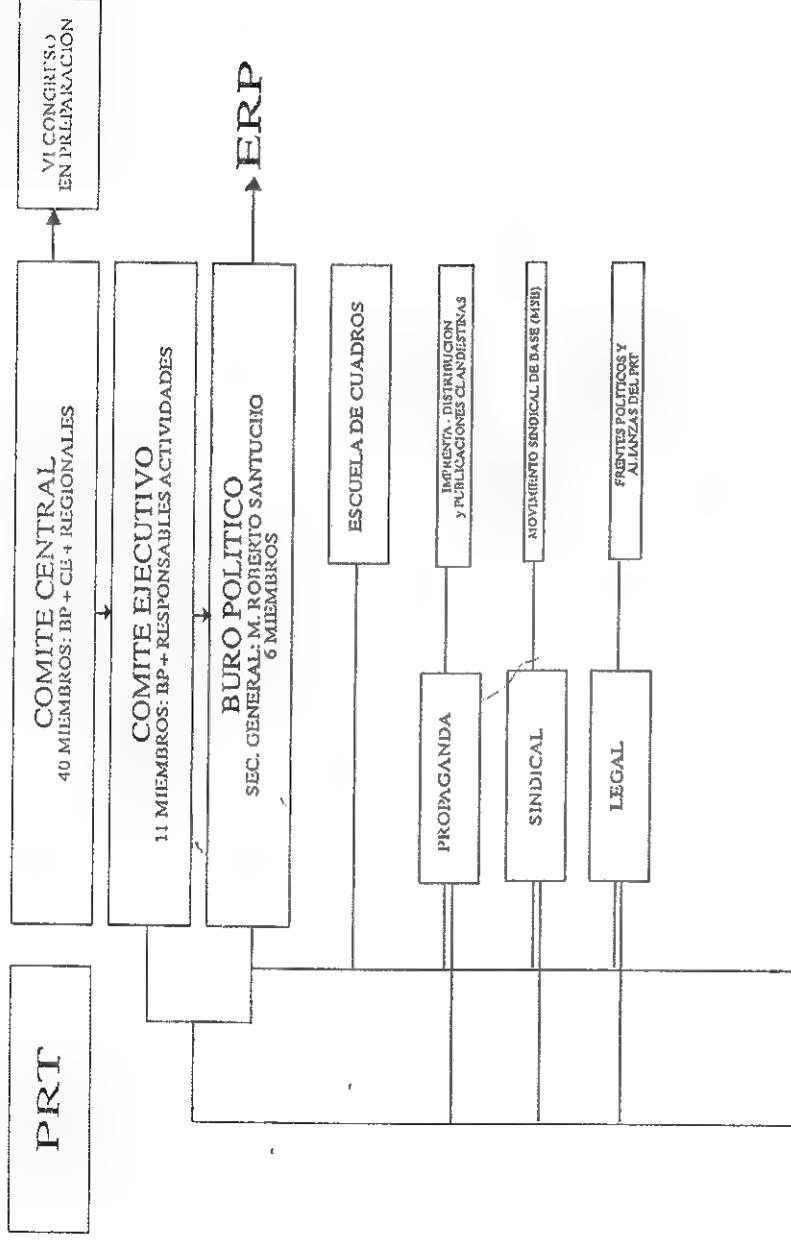 PRT
COMITE CENTRAL
40 MIEMBROS: BP + CE + REGIONALES
VI CONGRESO
EN PREPARACION
COMITE EJECUTIVO
11 MIEMBROS: BP + RESPONSABLES ACTIVIDADES
BURO POLITICO
SEC. GENERAL: M. ROBERTO SANTUCHO
6 MIEMBROS
ERP
ESCUELA DE CUADROS
PROPAGANDA
IMPRENTA - DISTRIBUCION
y PUBLICACIONES CLANDESTINAS
SINDICAL
MOVIMIENTO SINDICAL DE BASE (MSB)
LEGAL
FRENTES POLITICOS Y
ALIANZAS DEL PRT